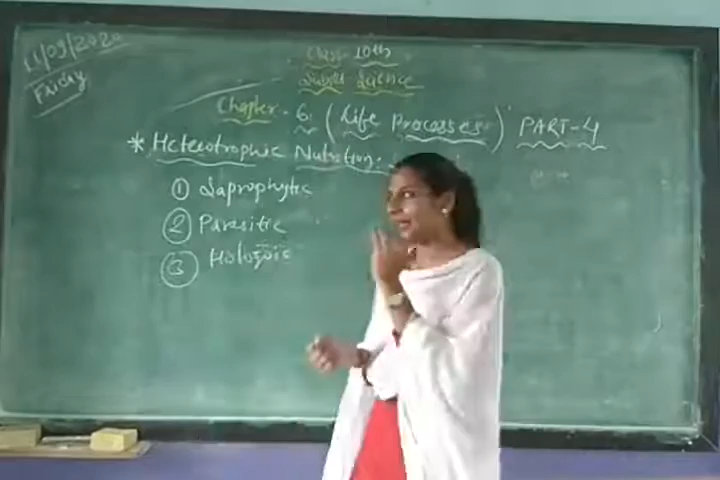 11/09/2020
Friday
Class-10th
Subject Science
Chapter-6 (Life Processes) PART-4
* Heterotrophic Nutrition.
① Saprophytic
② Parasitic
③ Holozoic